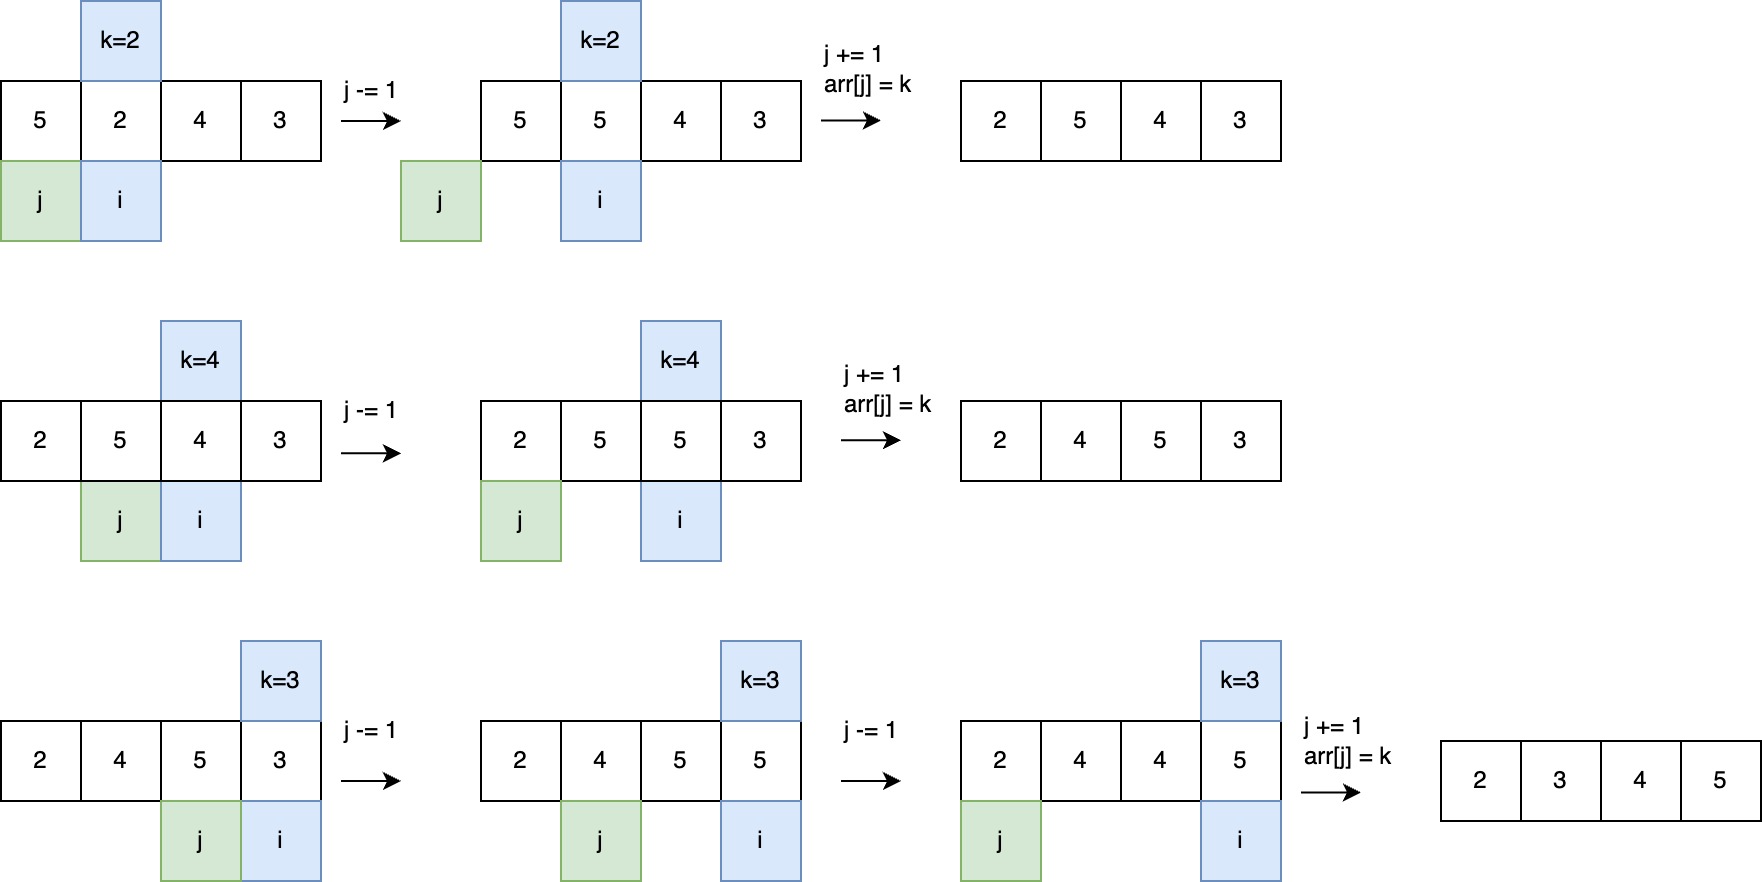 k=2 k=2
j += 1
j -= 1 arr[j] = k
5 2 4 3 5 5 4 3 2 5 4 3
j i j i
k=4 k=4
j += 1
j -= 1 arr[j] = k
2 5 4 3 2 5 5 3 2 4 5 3
j i j i
k=3 k=3 k=3
j -= 1 j -= 1 j += 1
arr[j] = k
2 4 5 3 2 4 5 5 2 4 4 5 2 3 4 5
j i j i j i